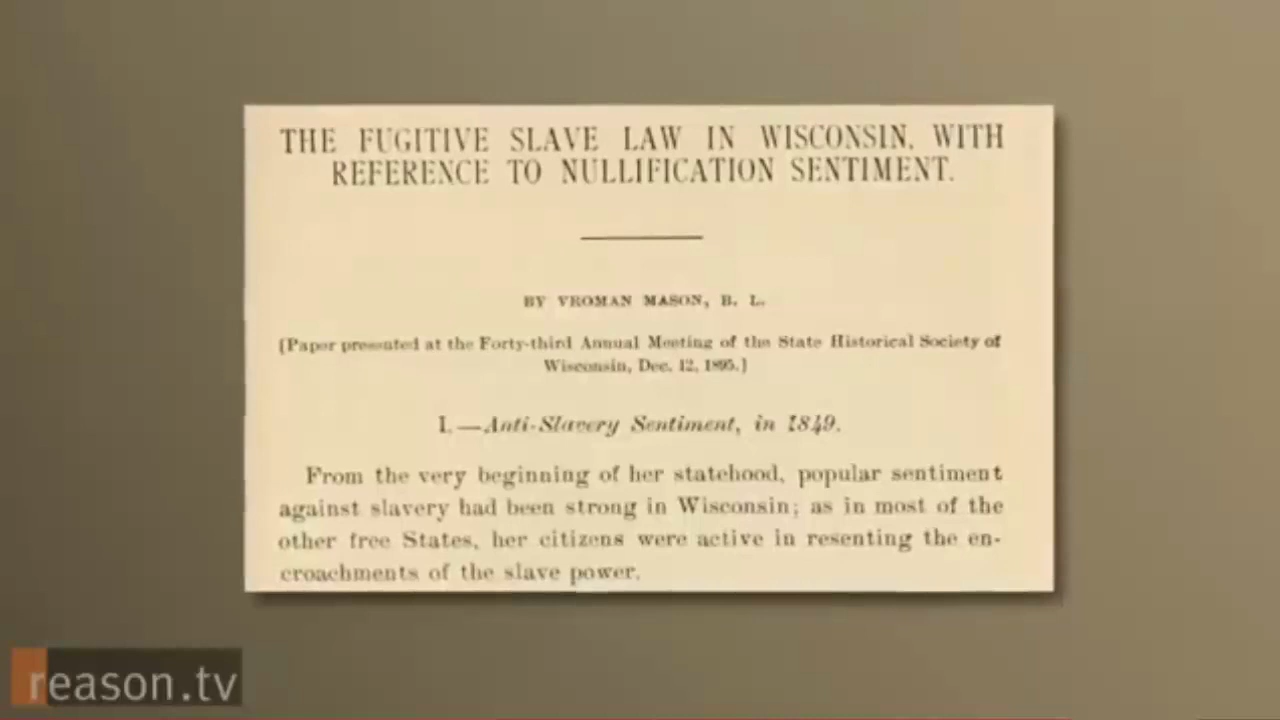 THE FUGITIVE SLAVE LAW IN WISCONSIN, WITH
REFERENCE TO NULLIFICATION SENTIMENT.
BY VROMAN MASON, B. L.
[Paper presented at the Forty-third Annual Meeting of the State Historical Society of
Wisconsin, Dec. 12, 1895.]
I.—Anti-Slavery Sentiment, in 1849.
From the very beginning of her statehood, popular sentiment
against slavery had been strong in Wisconsin; as in most of the
other free States, her citizens were active in resenting the en-
croachments of the slave power.
reason.tv